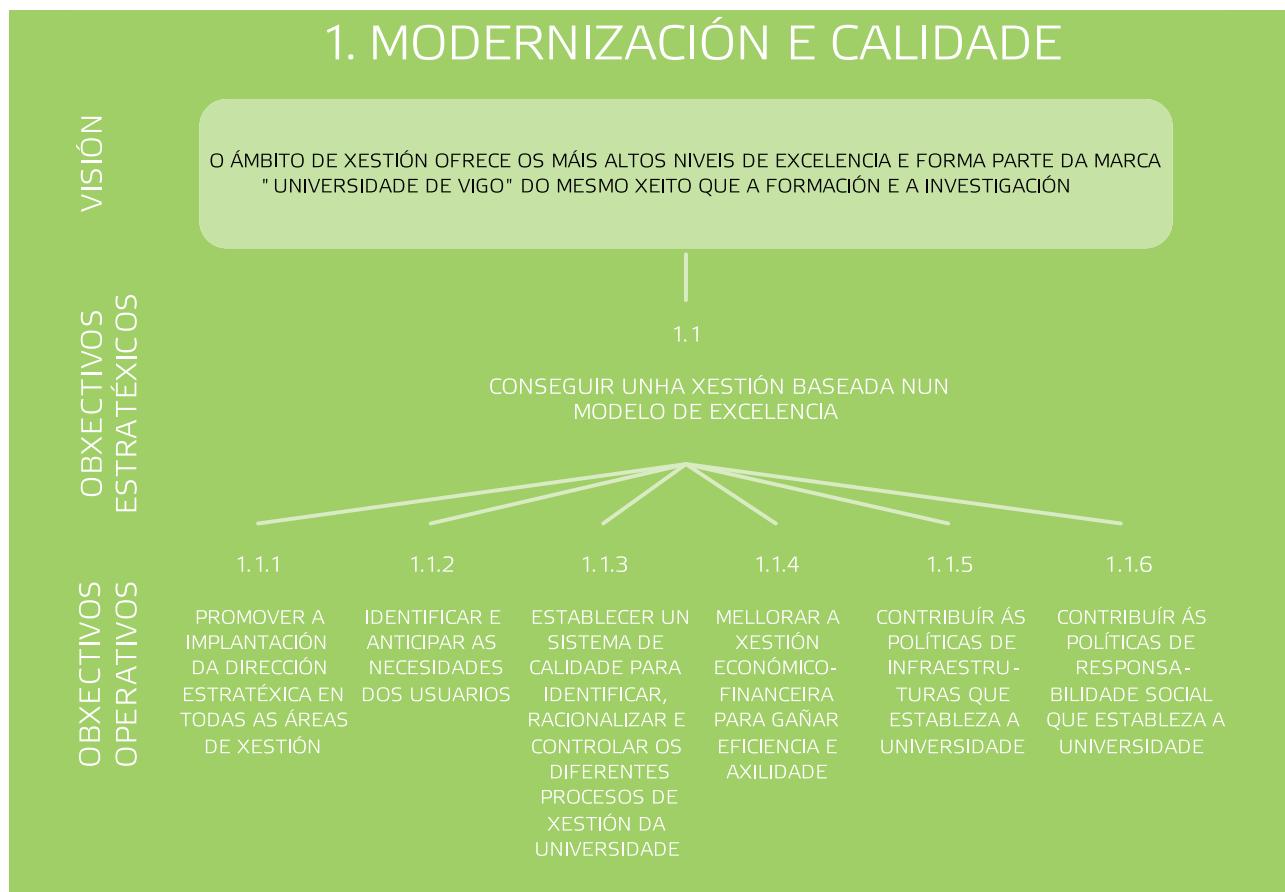 1. MODERNIZACIÓN E CALIDADE
VISIÓN
O ÁMBITO DE XESTIÓN OFRECE OS MÁIS ALTOS NIVEIS DE EXCELENCIA E FORMA PARTE DA MARCA
" UNIVERSIDADE DE VIGO" DO MESMO XEITO QUE A FORMACIÓN E A INVESTIGACIÓN
OBXECTIVOS
ESTRATÉXICOS
1.1
CONSEGUIR UNHA XESTIÓN BASEADA NUN
MODELO DE EXCELENCIA
OBXECTIVOS
OPERATIVOS
1.1.1
PROMOVER A
IMPLANTACIÓN
DA DIRECCIÓN
ESTRATÉXICA EN
TODAS AS ÁREAS
DE XESTIÓN
1.1.2
IDENTIFICAR E
ANTICIPAR AS
NECESIDADES
DOS USUARIOS
1.1.3
ESTABLECER UN
SISTEMA DE
CALIDADE PARA
IDENTIFICAR,
RACIONALIZAR E
CONTROLAR OS
DIFERENTES
PROCESOS DE
XESTIÓN DA
UNIVERSIDADE
1.1.4
MELLORAR A
XESTIÓN
ECONÓMICO-
FINANCEIRA
PARA GAÑAR
EFICIENCIA E
AXILIDADE
1.1.5
CONTRIBUÍR ÁS
POLÍTICAS DE
INFRAESTRU-
TURAS QUE
ESTABLEZA A
UNIVERSIDADE
1.1.6
CONTRIBUÍR ÁS
POLÍTICAS DE
RESPONSA-
BILIDADE SOCIAL
QUE ESTABLEZA A
UNIVERSIDADE